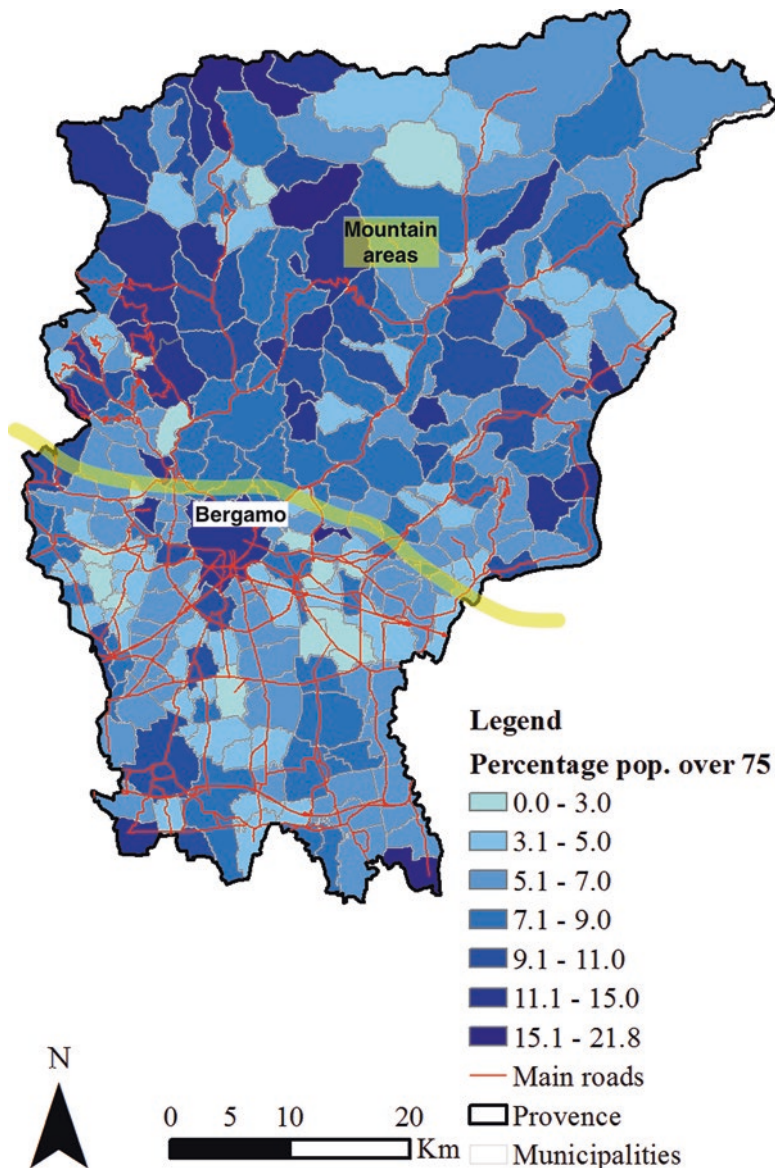 Mountain
areas
Bergamo
Legend
Percentage pop. over 75
0.0 - 3.0
3.1 - 5.0
5.1 - 7.0
7.1 - 9.0
9.1 - 11.0
11.1 - 15.0
15.1 - 21.8
Main roads
Provence
Municipalities
N
0 5 10 20
Km